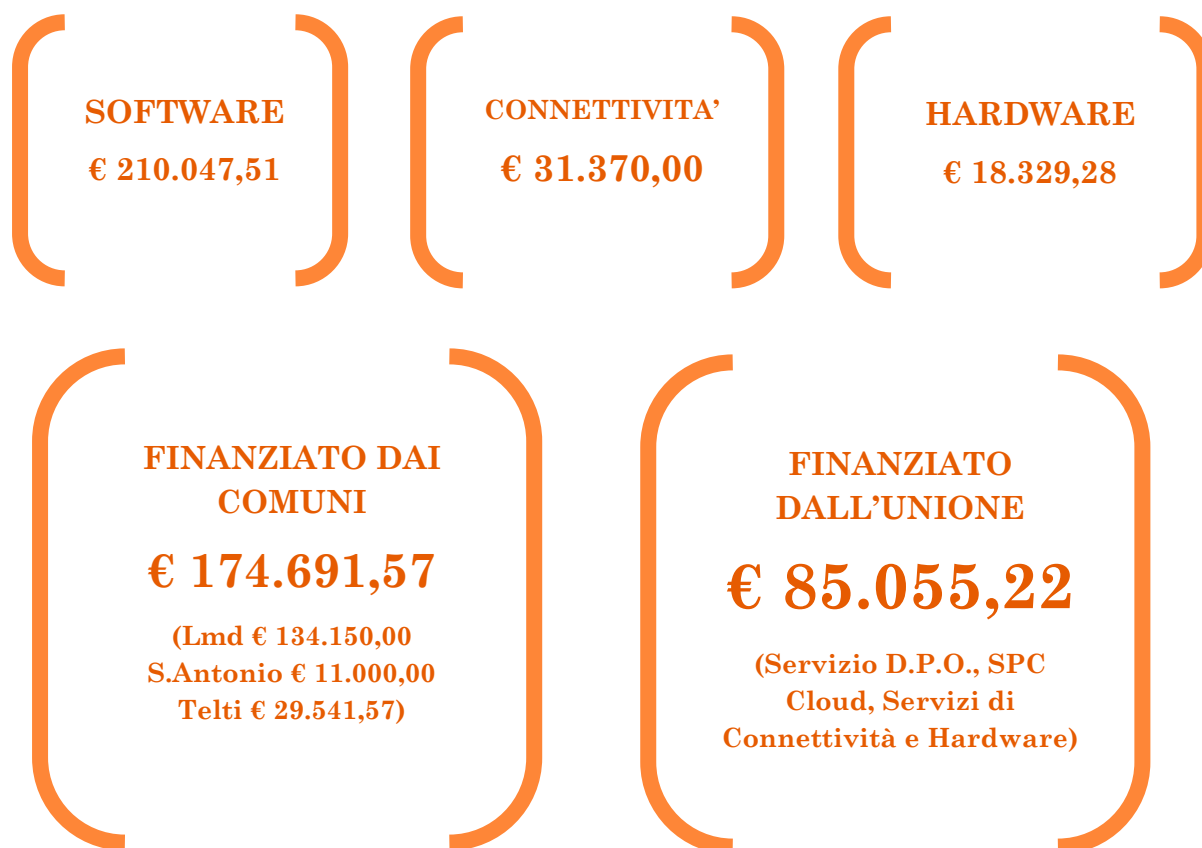 SOFTWARE
€ 210.047,51
CONNETTIVITA’
€ 31.370,00
HARDWARE
€ 18.329,28
FINANZIATO DAI
COMUNI
€ 174.691,57
(Lmd € 134.150,00
S.Antonio € 11.000,00
Telti € 29.541,57)
FINANZIATO
DALL’UNIONE
€ 85.055,22
(Servizio D.P.O., SPC
Cloud, Servizi di
Connettività e Hardware)